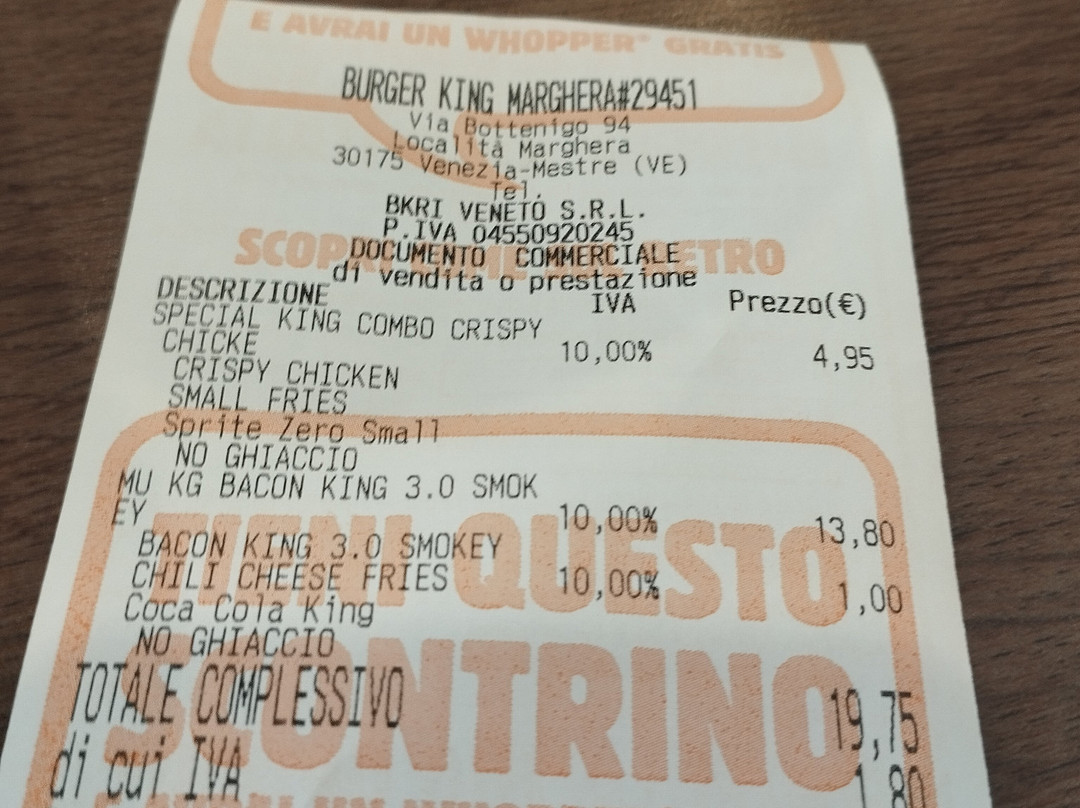 E AVRAI UN WHOPPER® GRATIS
BURGER KING MARGHERA#29451
Via Bottenigo 94
Località Marghera
30175 Venezia-Mestre (VE)
Tel.
BKRI VENETO S.R.L.
P.IVA 04550920245
DOCUMENTO COMMERCIALE
di vendita o prestazione
DESCRIZIONE IVA Prezzo(€)
SPECIAL KING COMBO CRISPY
CHICKE 10,00% 4,95
CRISPY CHICKEN
SMALL FRIES
Sprite Zero Small
NO GHIACCIO
MU KG BACON KING 3.0 SMOK
EY 10,00% 13,80
BACON KING 3.0 SMOKEY
CHILI CHEESE FRIES 10,00% 1,00
Coca Cola King
NO GHIACCIO
TOTALE COMPLESSIVO 19,75
di cui IVA 1,80
TIENI QUESTO
SCONTRINO